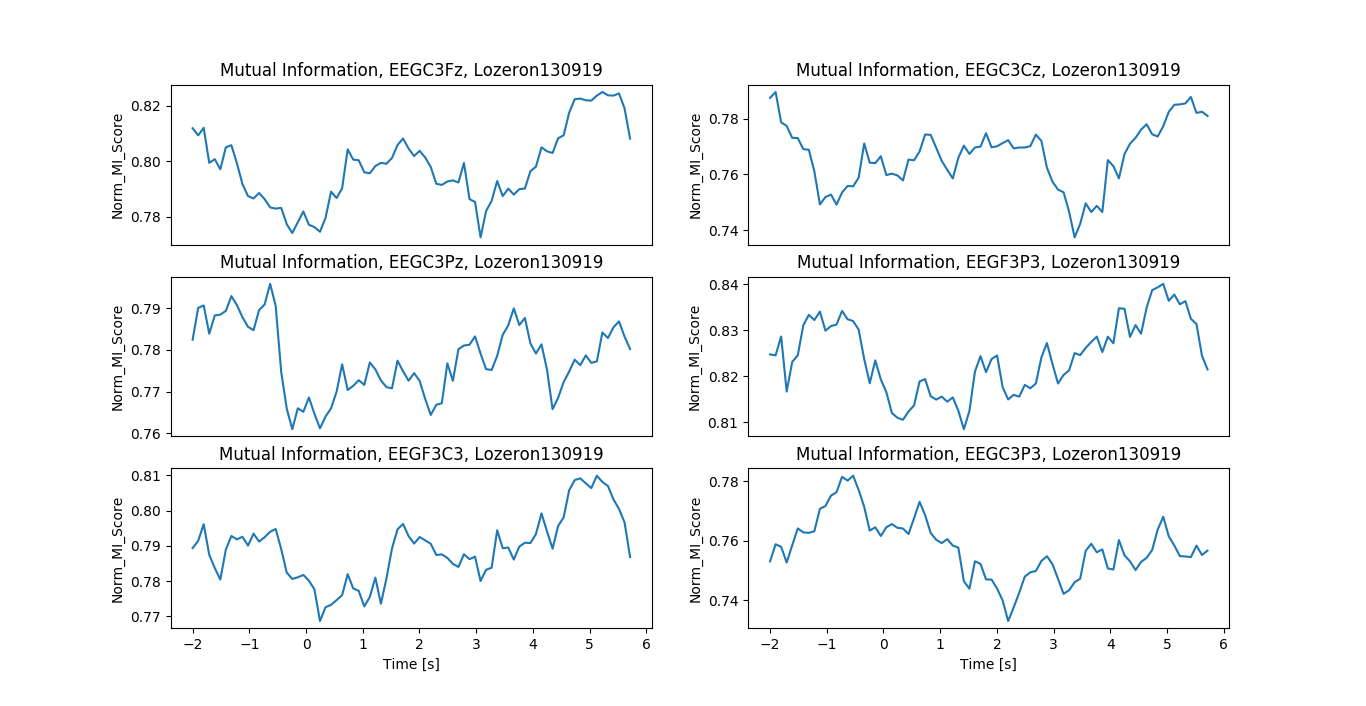 Mutual Information, EEGC3Fz, Lozeron130919
Norm_MI_Score
0.82
0.80
0.78
Mutual Information, EEGC3Cz, Lozeron130919
Norm_MI_Score
0.78
0.76
0.74
Mutual Information, EEGC3Pz, Lozeron130919
Norm_MI_Score
0.79
0.78
0.77
0.76
Mutual Information, EEGF3P3, Lozeron130919
Norm_MI_Score
0.84
0.83
0.82
0.81
Mutual Information, EEGF3C3, Lozeron130919
Norm_MI_Score
0.81
0.80
0.79
0.78
0.77
−2 −1 0 1 2 3 4 5 6
Time [s]
Mutual Information, EEGC3P3, Lozeron130919
Norm_MI_Score
0.78
0.76
0.74
−2 −1 0 1 2 3 4 5 6
Time [s]